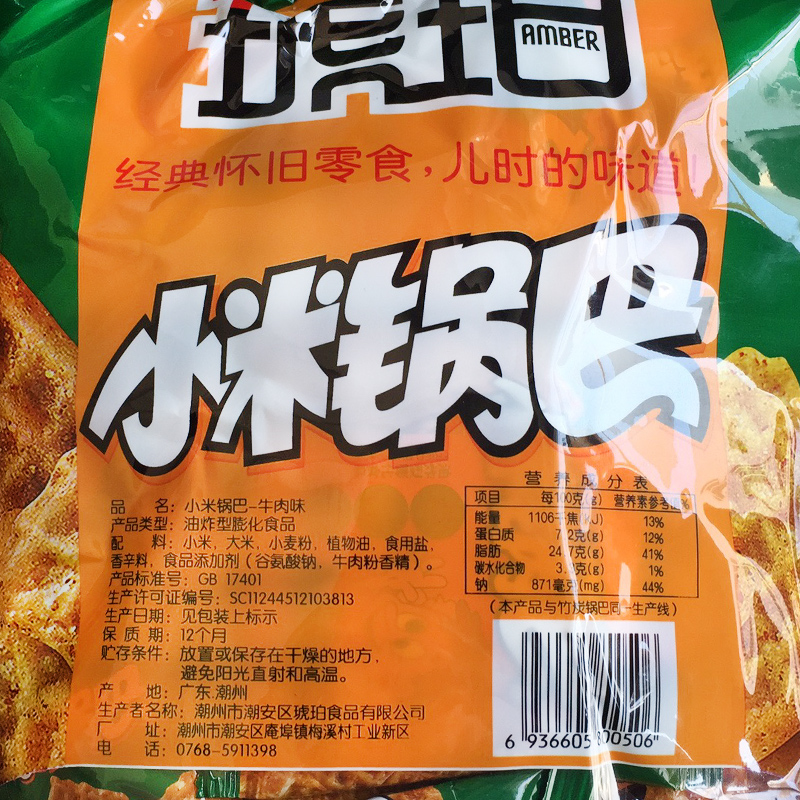 琥珀
AMBER
经典怀旧零食,儿时的味道!
小米锅巴
品 名:小米锅巴-牛肉味
产品类型:油炸型膨化食品
配 料:小米,大米,小麦粉,植物油,食用盐,
香辛料,食品添加剂(谷氨酸钠,牛肉粉香精)。
产品标准号:GB 17401
生产许可证编号:SC11244512103813
生产日期:见包装上标示
保 质 期:12个月
贮存条件:放置或保存在干燥的地方,
避免阳光直射和高温。
产 地:广东.潮州
生产者名称:潮州市潮安区琥珀食品有限公司
厂 址:潮州市潮安区庵埠镇梅溪村工业新区
电 话:0768-5911398
营 养 成 分 表
项目 每100克(g) 营养素参考
能量 1106千焦(kJ) 13%
蛋白质 (g) 12%
脂肪 (g) 41%
碳水化合物 (g) 1%
钠 871毫克(mg) 44%
(本产品与竹炭锅巴同一生产线)